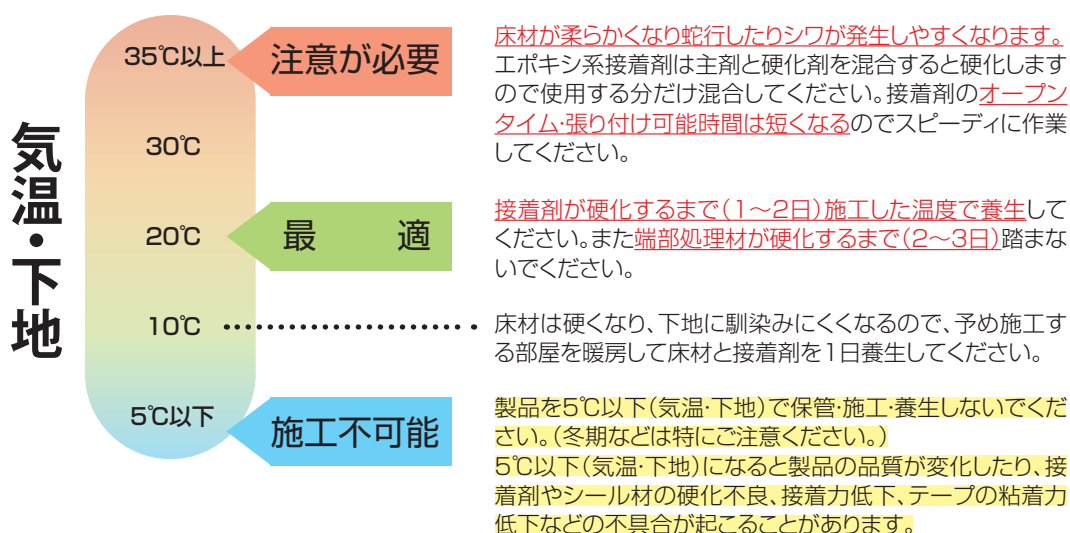 気温・下地
35℃以上
注意が必要
床材が柔らかくなり蛇行したりシワが発生しやすくなります。
エポキシ系接着剤は主剤と硬化剤を混合すると硬化します
ので使用する分だけ混合してください。接着剤のオープン
タイム・張り付け可能時間は短くなるのでスピーディに作業
してください。
30℃
20℃
最 適
接着剤が硬化するまで（1～2日）施工した温度で養生して
ください。また端部処理材が硬化するまで（2～3日）踏まな
いでください。
10℃
床材は硬くなり、下地に馴染みにくくなるので、予め施工す
る部屋を暖房して床材と接着剤を1日養生してください。
5℃以下
施工不可能
製品を5℃以下（気温・下地）で保管・施工・養生しないでくだ
さい。（冬期などは特にご注意ください。）
5℃以下（気温・下地）になると製品の品質が変化したり、接
着剤やシール材の硬化不良、接着力低下、テープの粘着力
低下などの不具合が起こることがあります。